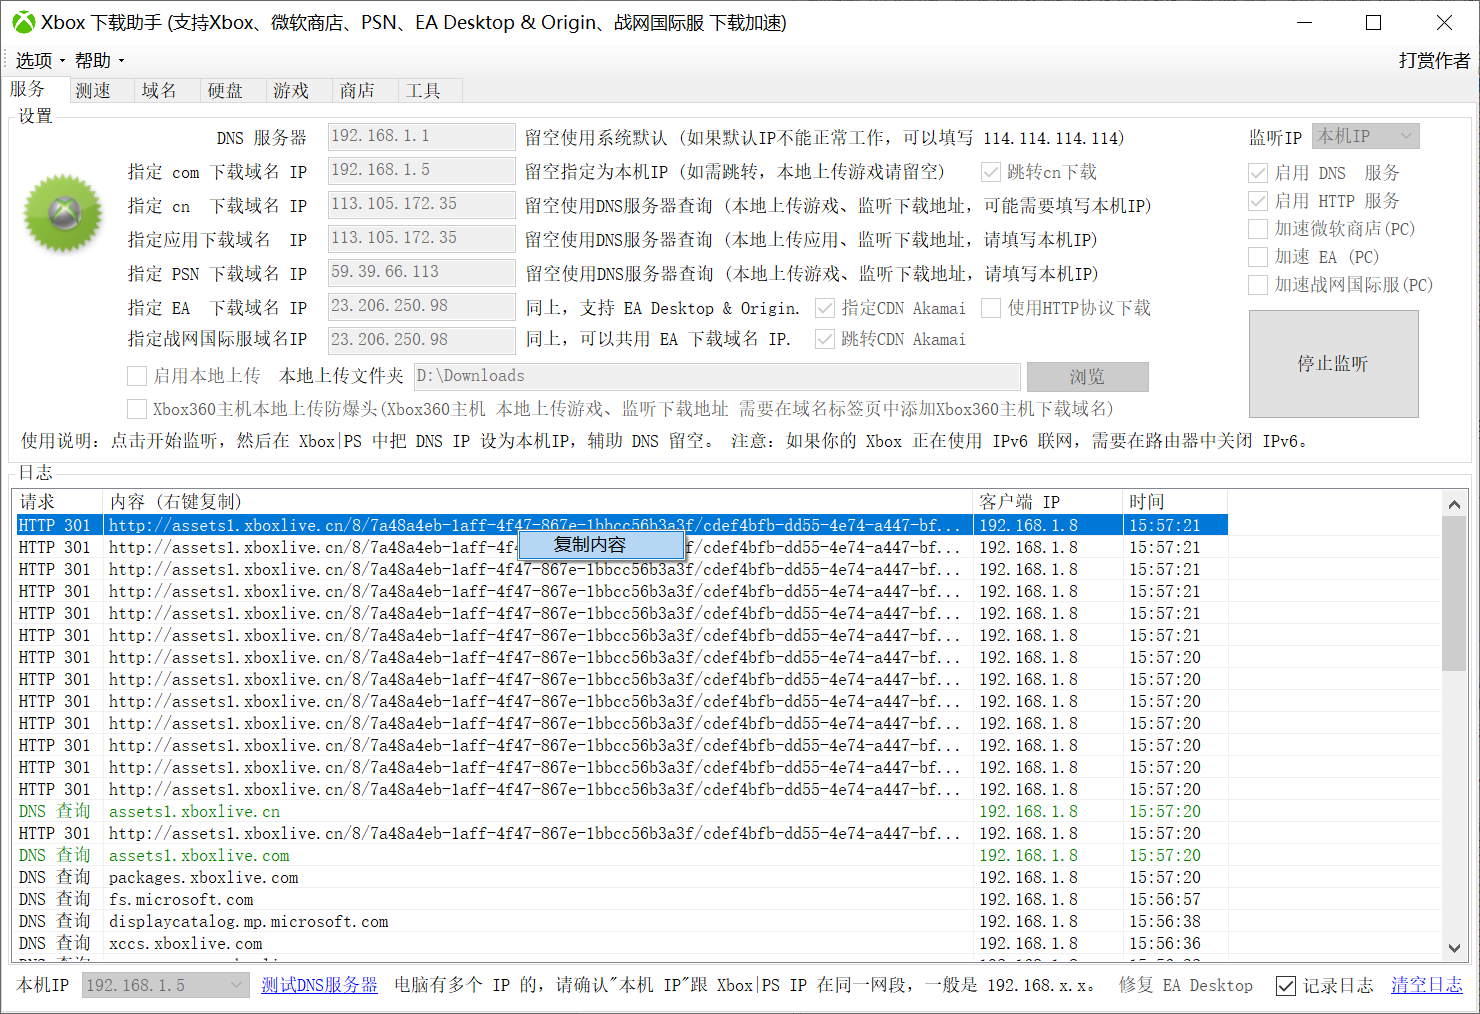 Xbox 下载助手 (支持Xbox、微软商店、PSN、EA Desktop & Origin、战网国际服 下载加速)
选项 帮助 打赏作者
服务 测速 域名 硬盘 游戏 商店 工具
设置
DNS 服务器 192.168.1.1 留空使用系统默认 (如果默认IP不能正常工作，可以填写 114.114.114.114) 监听IP 本机IP
指定 com 下载域名 IP 192.168.1.5 留空指定为本机IP (如需跳转，本地上传游戏请留空) 跳转cn下载 启用 DNS 服务
指定 cn 下载域名 IP 113.105.172.35 留空使用DNS服务器查询 (本地上传游戏、监听下载地址，可能需要填写本机IP) 启用 HTTP 服务
指定应用下载域名 IP 113.105.172.35 留空使用DNS服务器查询 (本地上传应用、监听下载地址，请填写本机IP) 加速微软商店(PC)
指定 PSN 下载域名 IP 59.39.66.113 留空使用DNS服务器查询 (本地上传游戏、监听下载地址，请填写本机IP) 加速 EA (PC)
指定 EA 下载域名 IP 23.206.250.98 同上，支持 EA Desktop & Origin. 指定CDN Akamai 使用HTTP协议下载 加速战网国际服(PC)
指定战网国际服域名IP 23.206.250.98 同上，可以共用 EA 下载域名 IP. 跳转CDN Akamai
启用本地上传 本地上传文件夹 D:\Downloads 浏览 停止监听
Xbox360主机本地上传防爆头(Xbox360主机 本地上传游戏、监听下载地址 需要在域名标签页中添加Xbox360主机下载域名)
使用说明：点击开始监听，然后在 Xbox|PS 中把 DNS IP 设为本机IP，辅助 DNS 留空。 注意：如果你的 Xbox 正在使用 IPv6 联网，需要在路由器中关闭 IPv6。
日志
请求 内容 (右键复制) 客户端 IP 时间
HTTP 301 http://assets1.xboxlive.cn/8/7a48a4eb-1aff-4f47-867e-1bbcc56b3a3f/cdef4bfb-dd55-4e74-a447-bf... 192.168.1.8 15:57:21
复制内容
HTTP 301 http://assets1.xboxlive.cn/8/7a48a4eb-1aff-4f /cdef4bfb-dd55-4e74-a447-bf... 192.168.1.8 15:57:21
HTTP 301 http://assets1.xboxlive.cn/8/7a48a4eb-1aff-4f47-867e-1bbcc56b3a3f/cdef4bfb-dd55-4e74-a447-bf... 192.168.1.8 15:57:21
HTTP 301 http://assets1.xboxlive.cn/8/7a48a4eb-1aff-4f47-867e-1bbcc56b3a3f/cdef4bfb-dd55-4e74-a447-bf... 192.168.1.8 15:57:21
HTTP 301 http://assets1.xboxlive.cn/8/7a48a4eb-1aff-4f47-867e-1bbcc56b3a3f/cdef4bfb-dd55-4e74-a447-bf... 192.168.1.8 15:57:21
HTTP 301 http://assets1.xboxlive.cn/8/7a48a4eb-1aff-4f47-867e-1bbcc56b3a3f/cdef4bfb-dd55-4e74-a447-bf... 192.168.1.8 15:57:21
HTTP 301 http://assets1.xboxlive.cn/8/7a48a4eb-1aff-4f47-867e-1bbcc56b3a3f/cdef4bfb-dd55-4e74-a447-bf... 192.168.1.8 15:57:20
HTTP 301 http://assets1.xboxlive.cn/8/7a48a4eb-1aff-4f47-867e-1bbcc56b3a3f/cdef4bfb-dd55-4e74-a447-bf... 192.168.1.8 15:57:20
HTTP 301 http://assets1.xboxlive.cn/8/7a48a4eb-1aff-4f47-867e-1bbcc56b3a3f/cdef4bfb-dd55-4e74-a447-bf... 192.168.1.8 15:57:20
HTTP 301 http://assets1.xboxlive.cn/8/7a48a4eb-1aff-4f47-867e-1bbcc56b3a3f/cdef4bfb-dd55-4e74-a447-bf... 192.168.1.8 15:57:20
HTTP 301 http://assets1.xboxlive.cn/8/7a48a4eb-1aff-4f47-867e-1bbcc56b3a3f/cdef4bfb-dd55-4e74-a447-bf... 192.168.1.8 15:57:20
HTTP 301 http://assets1.xboxlive.cn/8/7a48a4eb-1aff-4f47-867e-1bbcc56b3a3f/cdef4bfb-dd55-4e74-a447-bf... 192.168.1.8 15:57:20
HTTP 301 http://assets1.xboxlive.cn/8/7a48a4eb-1aff-4f47-867e-1bbcc56b3a3f/cdef4bfb-dd55-4e74-a447-bf... 192.168.1.8 15:57:20
DNS 查询 assets1.xboxlive.cn 192.168.1.8 15:57:20
HTTP 301 http://assets1.xboxlive.cn/8/7a48a4eb-1aff-4f47-867e-1bbcc56b3a3f/cdef4bfb-dd55-4e74-a447-bf... 192.168.1.8 15:57:20
DNS 查询 assets1.xboxlive.com 192.168.1.8 15:57:20
DNS 查询 packages.xboxlive.com 192.168.1.8 15:57:20
DNS 查询 fs.microsoft.com 192.168.1.8 15:56:57
DNS 查询 displaycatalog.mp.microsoft.com 192.168.1.8 15:56:38
DNS 查询 xccs.xboxlive.com 192.168.1.8 15:56:36
本机IP 192.168.1.5 测试DNS服务器 电脑有多个 IP 的，请确认"本机 IP"跟 Xbox|PS IP 在同一网段，一般是 192.168.x.x。 修复 EA Desktop 记录日志 清空日志